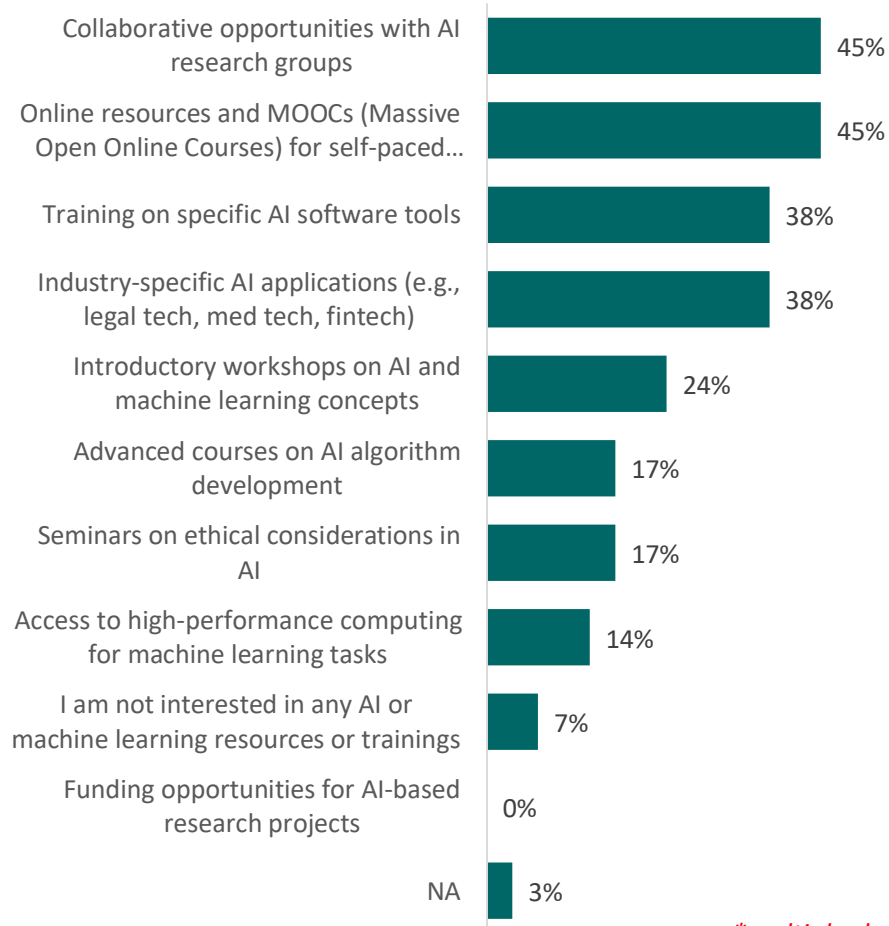 Collaborative opportunities with AI
research groups
45%
Online resources and MOOCs (Massive
Open Online Courses) for self-paced...
45%
Training on specific AI software tools
38%
Industry-specific AI applications (e.g.,
legal tech, med tech, fintech)
38%
Introductory workshops on AI and
machine learning concepts
24%
Advanced courses on AI algorithm
development
17%
Seminars on ethical considerations in
AI
17%
Access to high-performance computing
for machine learning tasks
14%
I am not interested in any AI or
machine learning resources or trainings
7%
Funding opportunities for AI-based
research projects
0%
NA
3%